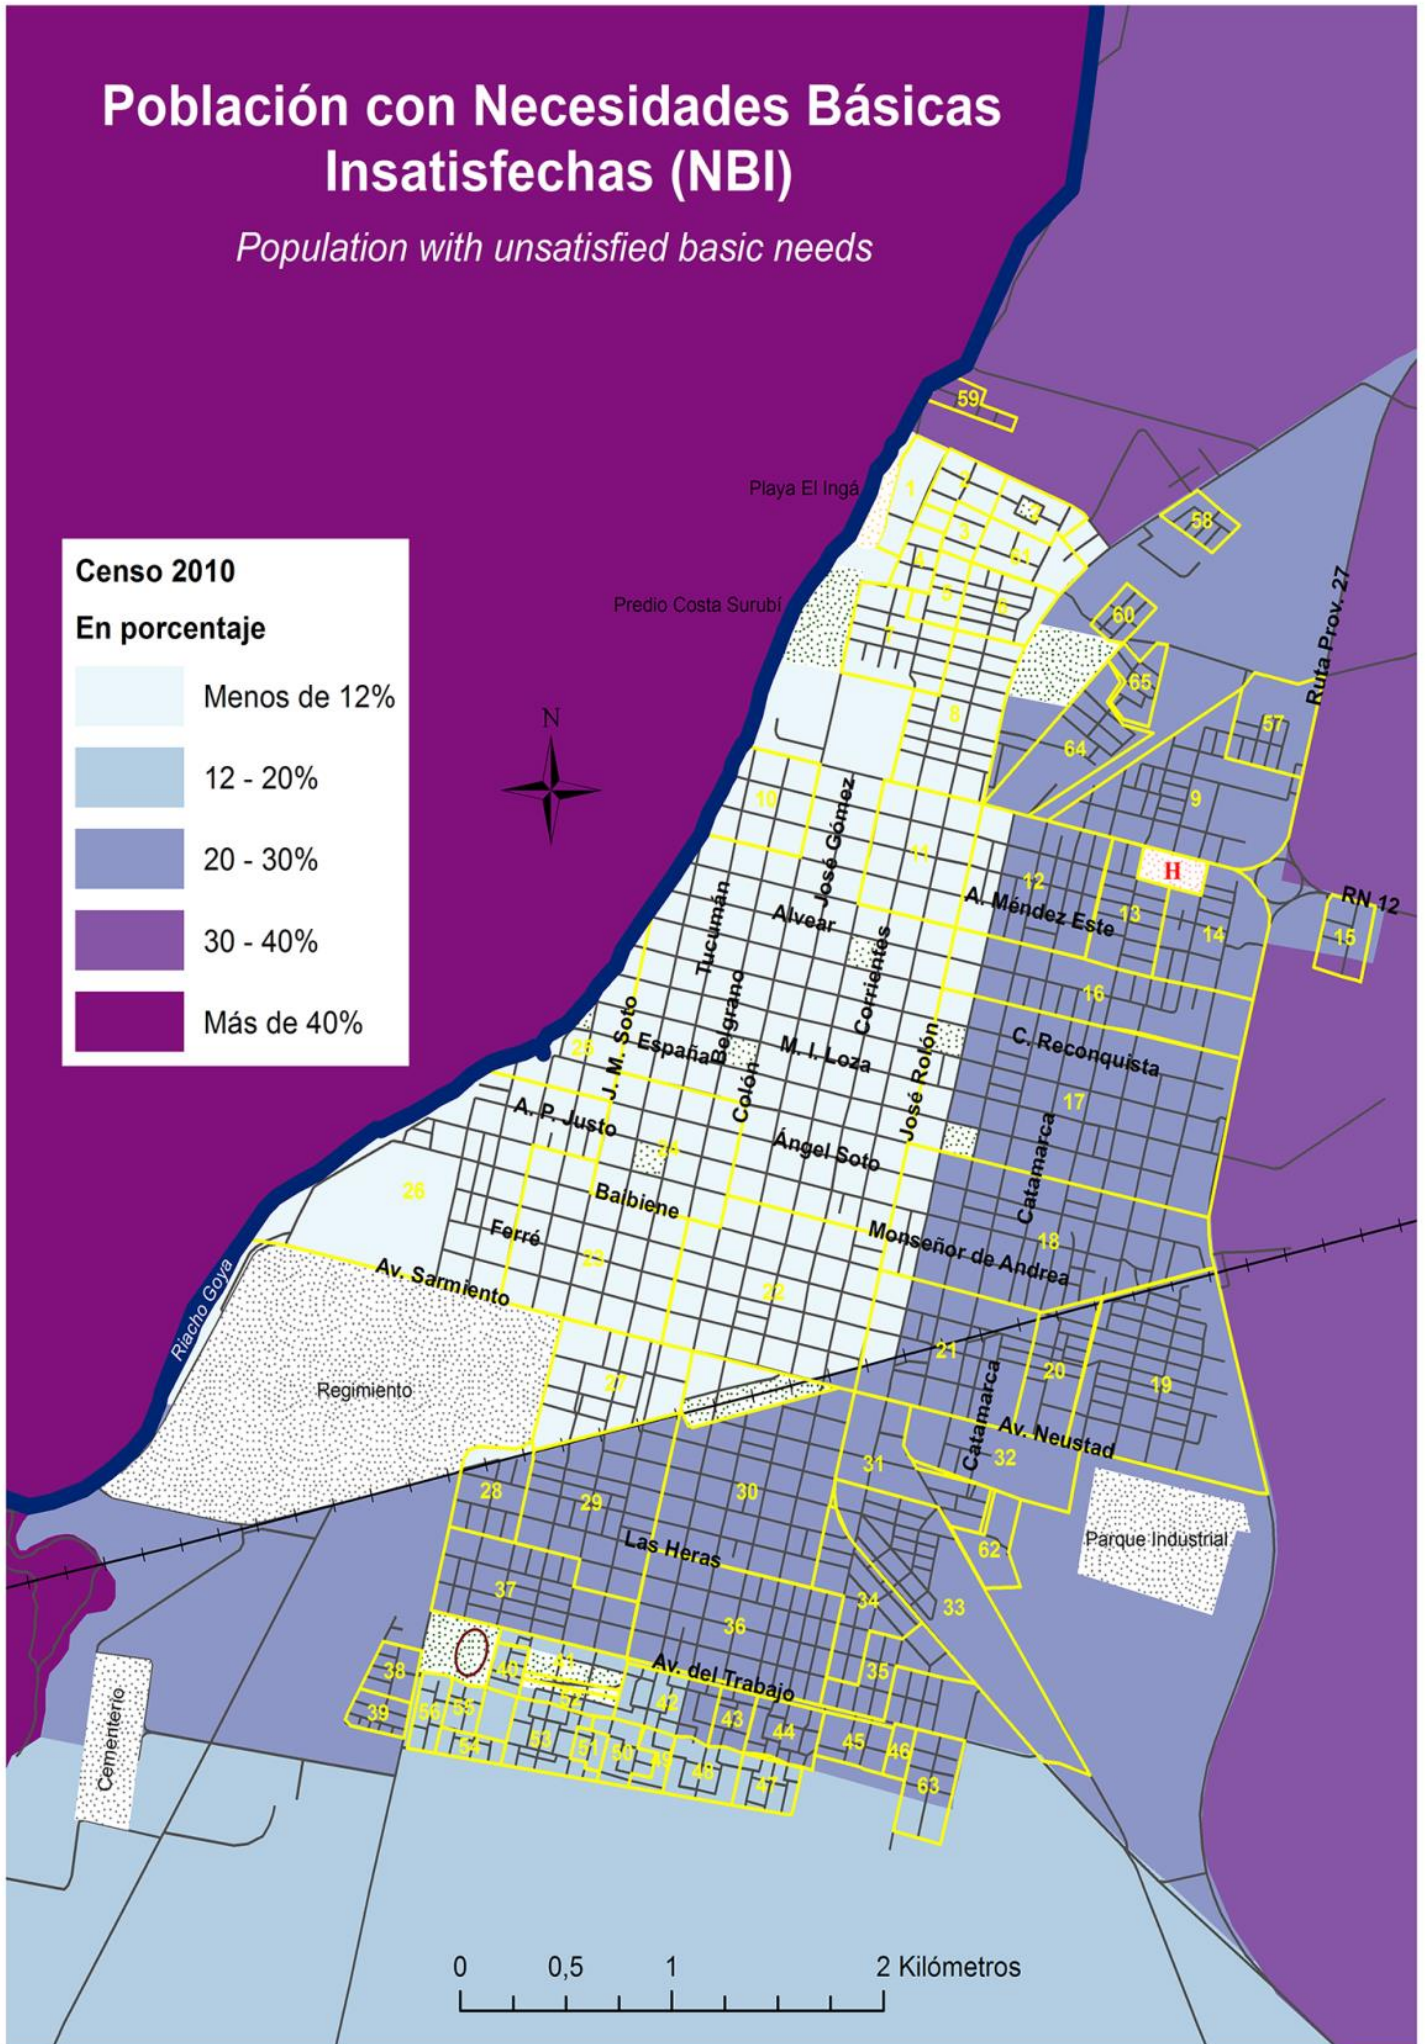 Población con Necesidades Básicas
Insatisfechas (NBI)
Population with unsatisfied basic needs
59
Playa El Ingá
1
2
3
61
58
Ruta Prov. 27
Predio Costa Surubí
4
5
6
60
7
65
8
57
64
Censo 2010
En porcentaje
Menos de 12%
12 - 20%
20 - 30%
30 - 40%
Más de 40%
N
10
José Gómez
9
11
12
H
A. Méndez Este
13
14
RN 12
15
Tucumán
Alvear
Corrientes
16
J. M. Soto
Belgrano
25
España
M. I. Loza
José Rolón
C. Reconquista
Colón
17
A. P. Justo
24
Ángel Soto
Catamarca
26
Baibiene
Ferré
23
Monseñor de Andrea
18
Av. Sarmiento
22
Riacho Goya
Regimiento
27
21
20
19
Catamarca
Av. Neustad
28
29
30
31
32
Las Heras
62
Parque Industrial
37
34
33
36
38
40
41
Av. del Trabajo
35
39
56
55
52
42
43
44
45
46
54
53
51
50
49
48
47
63
Cementerio
0
0,5
1
2 Kilómetros